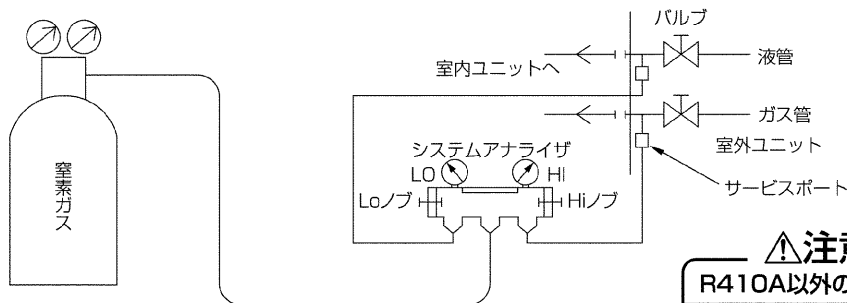 バルブ
液管
室内ユニットへ
ガス管
室外ユニット
システムアナライザ
LO
HI
サービスポート
Loノブ
Hiノブ
窒素ガス
注意
R410A以外の